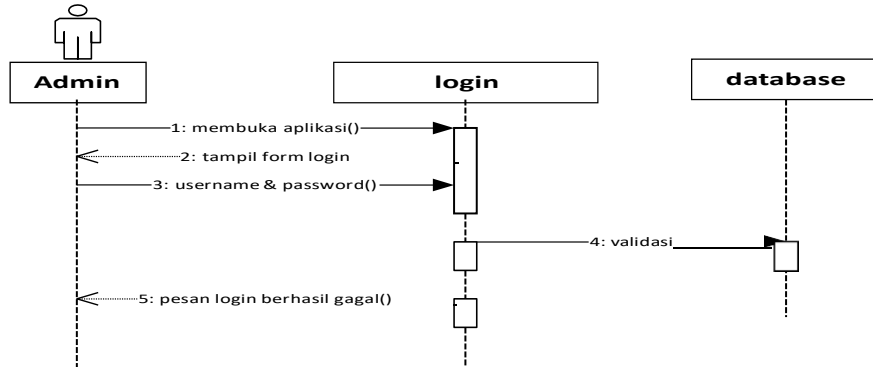 Admin
login
database
1: membuka aplikasi()
2: tampil form login
3: username & password()
4: validasi
5: pesan login berhasil gagal()